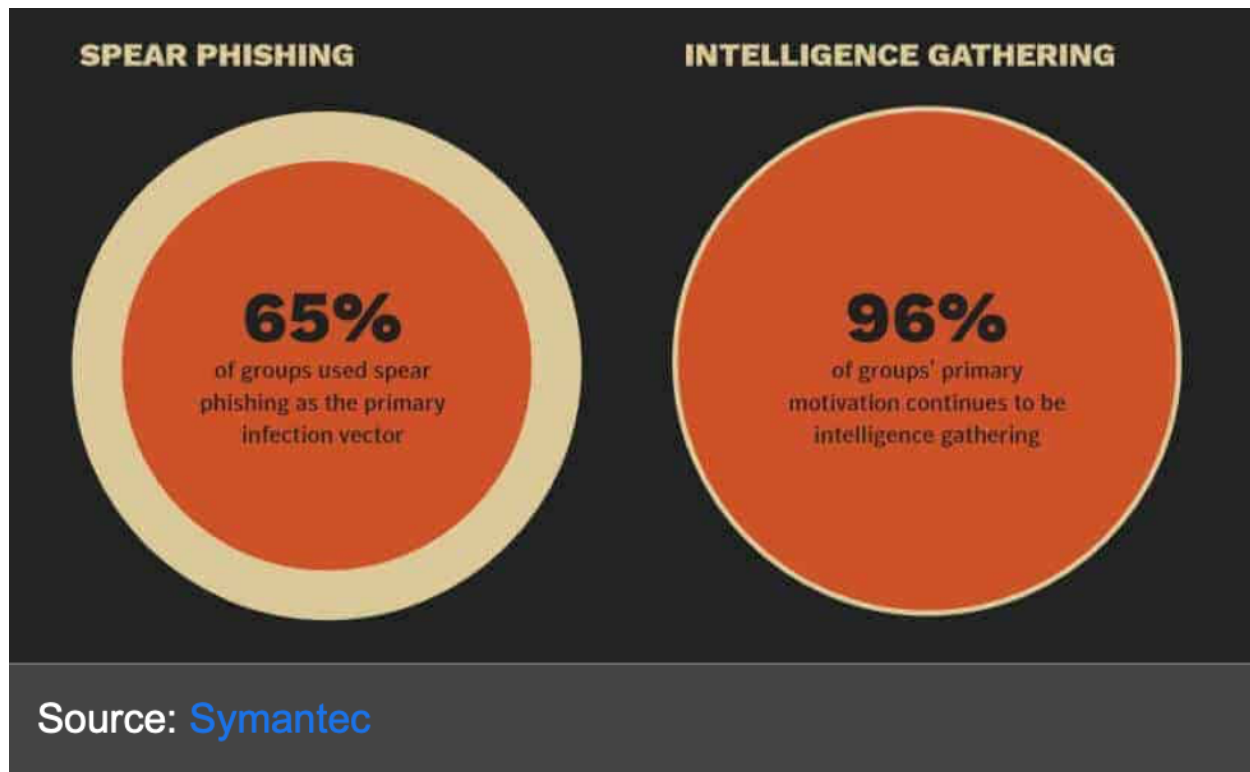 SPEAR PHISHING
65%
of groups used spear
phishing as the primary
infection vector
INTELLIGENCE GATHERING
96%
of groups' primary
motivation continues to be
intelligence gathering
Source: Symantec